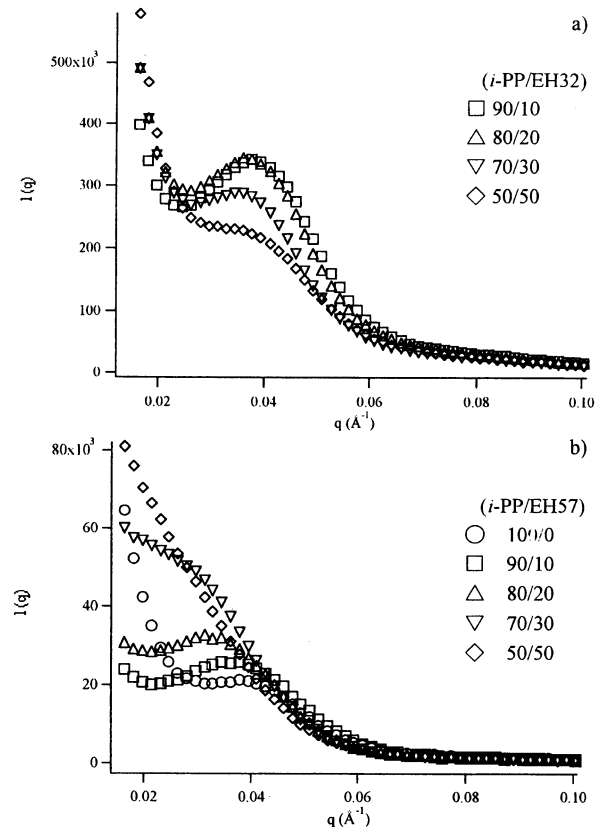 a)
500x10³
400
300
200
100
0
I(q)
(i-PP/EH32)
90/10
80/20
70/30
50/50
0.02
0.04
0.06
0.08
0.10
q (Å⁻¹)
b)
80x10³
60
40
20
0
I(q)
(i-PP/EH57)
100/0
90/10
80/20
70/30
50/50
0.02
0.04
0.06
0.08
0.10
q (Å⁻¹)